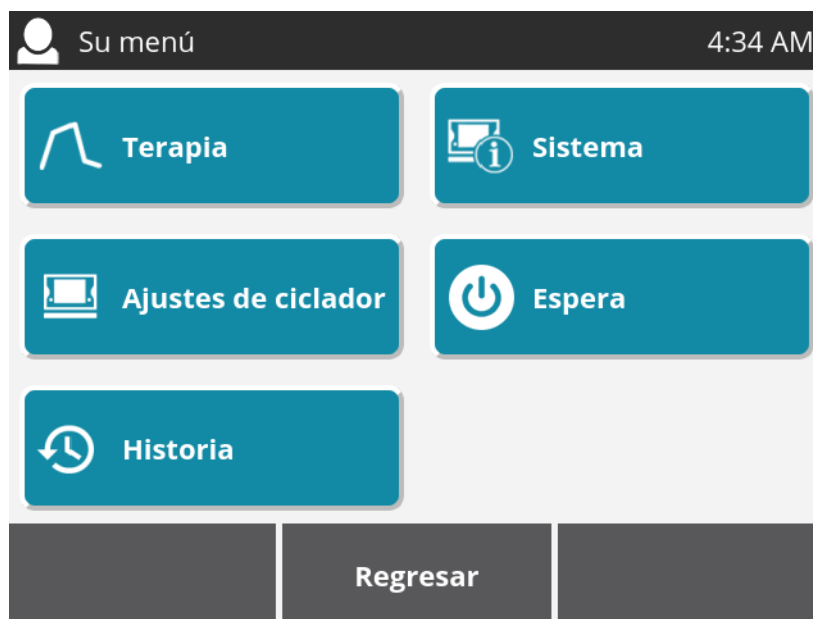 Su menú
4:34 AM
Terapia
Sistema
Ajustes de ciclador
Espera
Historia
Regresar